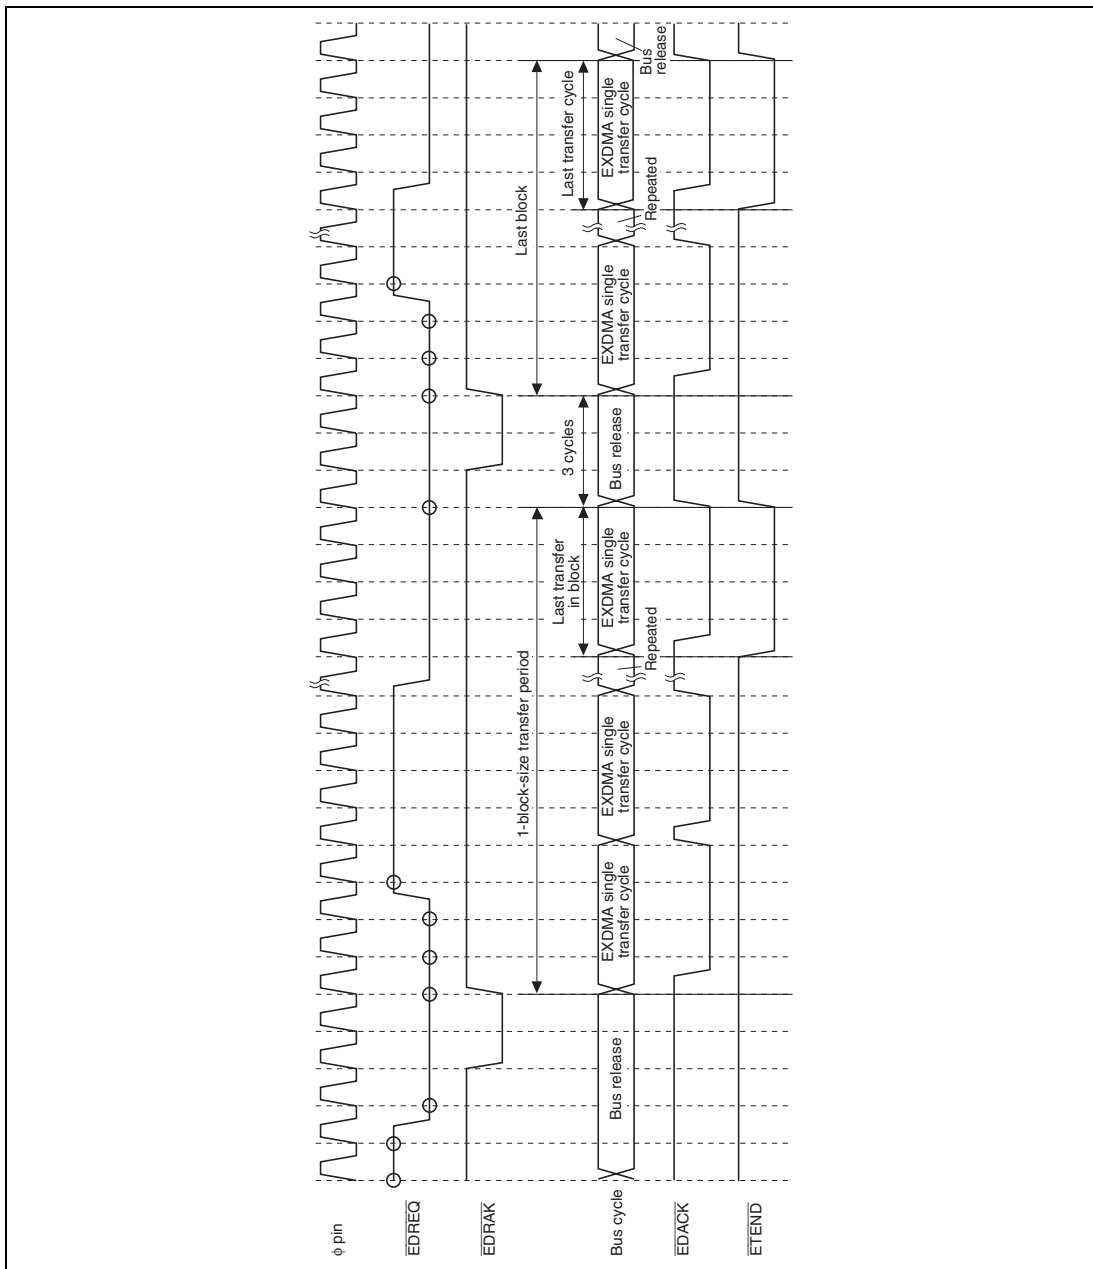 φ pin
EDREQ
EDRAK
1-block-size transfer period
Last block
Last transfer
in block
3 cycles
Last transfer cycle
Bus cycle
Bus release
EXDMA single
transfer cycle
EXDMA single
transfer cycle
Repeated
EXDMA single
transfer cycle
Bus release
EXDMA single
transfer cycle
Repeated
EXDMA single
transfer cycle
Bus
release
EDACK
ETEND